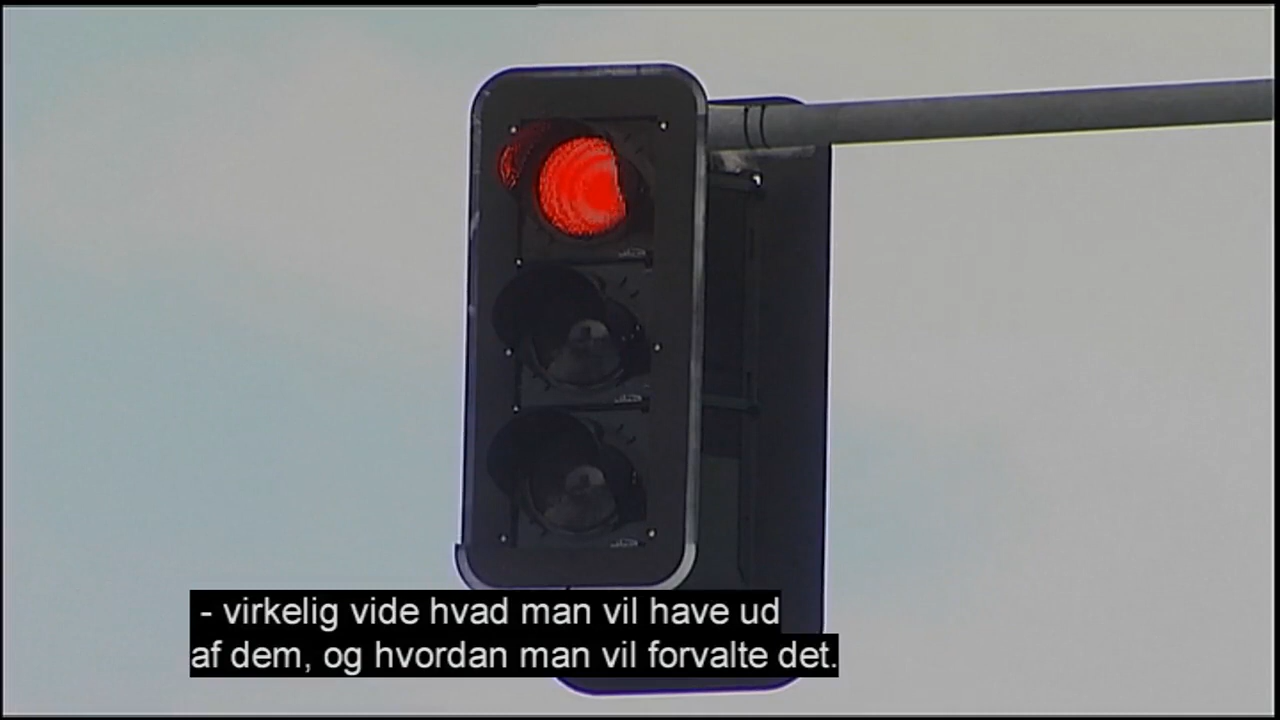 - virkelig vide hvad man vil have ud
af dem, og hvordan man vil forvalte det.